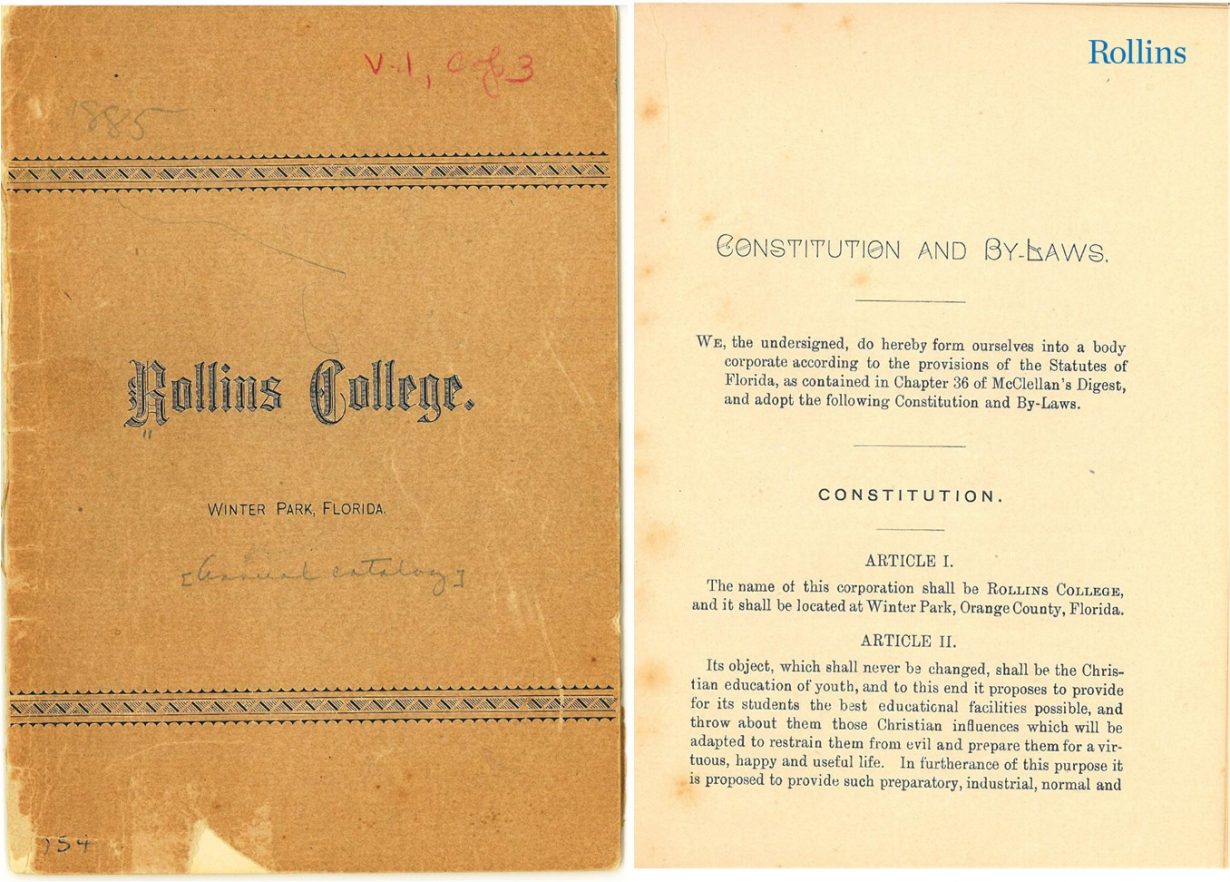 V.1, C of 3
1885
Rollins College.
WINTER PARK, FLORIDA.
[Annual catalog]
154
Rollins
CONSTITUTION AND BY-LAWS.
WE, the undersigned, do hereby form ourselves into a body
corporate according to the provisions of the Statutes of
Florida, as contained in Chapter 36 of McClellan's Digest,
and adopt the following Constitution and By-Laws.
CONSTITUTION.
ARTICLE I.
The name of this corporation shall be ROLLINS COLLEGE,
and it shall be located at Winter Park, Orange County, Florida.
ARTICLE II.
Its object, which shall never be changed, shall be the Chris-
tian education of youth, and to this end it proposes to provide
for its students the best educational facilities possible, and
throw about them those Christian influences which will be
adapted to restrain them from evil and prepare them for a vir-
tuous, happy and useful life. In furtherance of this purpose it
is proposed to provide such preparatory, industrial, normal and